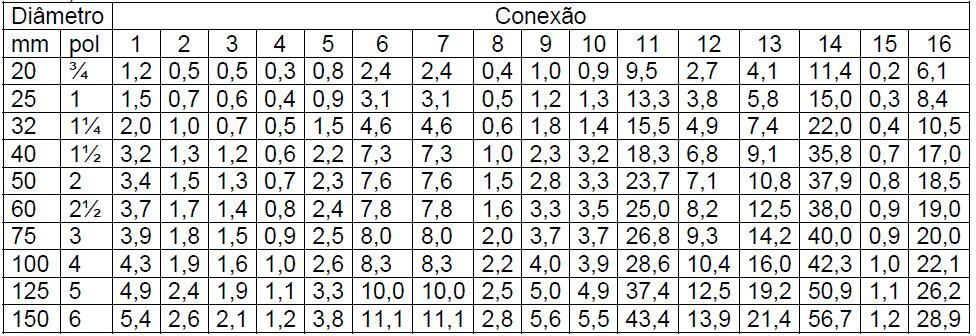 Diâmetro Conexão
mm pol 1 2 3 4 5 6 7 8 9 10 11 12 13 14 15 16
20 ¾ 1,2 0,5 0,5 0,3 0,8 2,4 2,4 0,4 1,0 0,9 9,5 2,7 4,1 11,4 0,2 6,1
25 1 1,5 0,7 0,6 0,4 0,9 3,1 3,1 0,5 1,2 1,3 13,3 3,8 5,8 15,0 0,3 8,4
32 1¼ 2,0 1,0 0,7 0,5 1,5 4,6 4,6 0,6 1,8 1,4 15,5 4,9 7,4 22,0 0,4 10,5
40 1½ 3,2 1,3 1,2 0,6 2,2 7,3 7,3 1,0 2,3 3,2 18,3 6,8 9,1 35,8 0,7 17,0
50 2 3,4 1,5 1,3 0,7 2,3 7,6 7,6 1,5 2,8 3,3 23,7 7,1 10,8 37,9 0,8 18,5
60 2½ 3,7 1,7 1,4 0,8 2,4 7,8 7,8 1,6 3,3 3,5 25,0 8,2 12,5 38,0 0,9 19,0
75 3 3,9 1,8 1,5 0,9 2,5 8,0 8,0 2,0 3,7 3,7 26,8 9,3 14,2 40,0 0,9 20,0
100 4 4,3 1,9 1,6 1,0 2,6 8,3 8,3 2,2 4,0 3,9 28,6 10,4 16,0 42,3 1,0 22,1
125 5 4,9 2,4 1,9 1,1 3,3 10,0 10,0 2,5 5,0 4,9 37,4 12,5 19,2 50,9 1,1 26,2
150 6 5,4 2,6 2,1 1,2 3,8 11,1 11,1 2,8 5,6 5,5 43,4 13,9 21,4 56,7 1,2 28,9